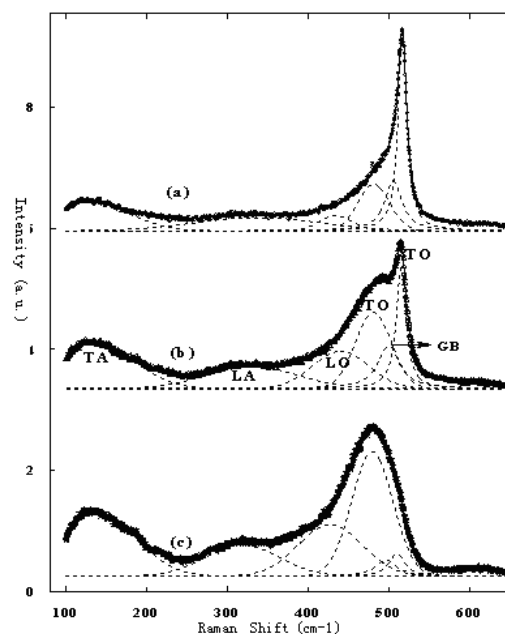 8
6
4
2
0
Intensity (a.u.)
(a)
TO
TO
GB
TA
(b)
LA
LO
(c)
100 200 300 400 500 600
Raman Shift (cm-1)